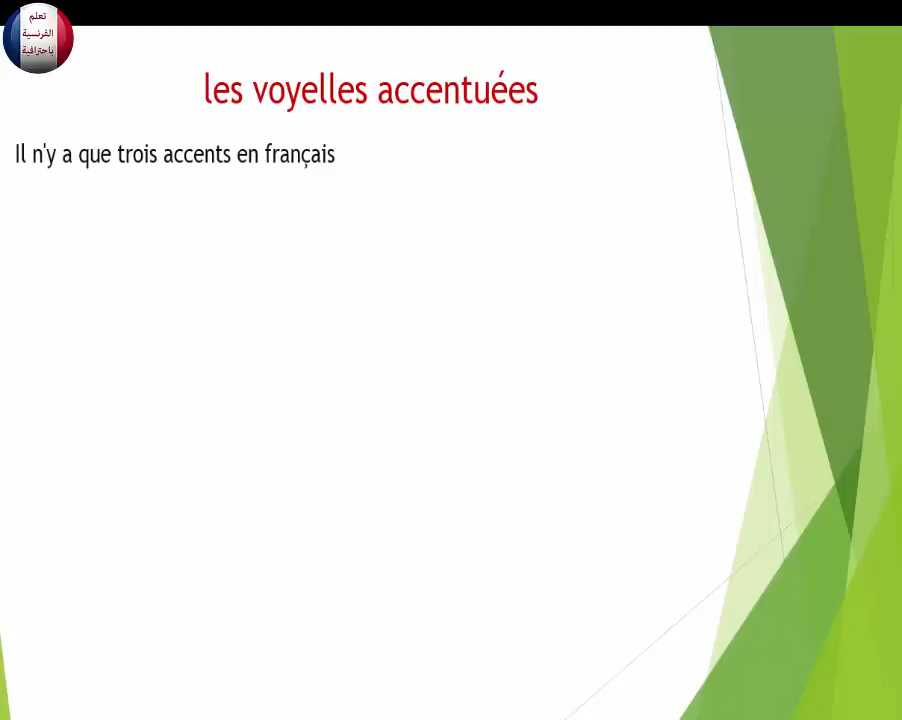 تعلم
الفرنسية
باحترافية
les voyelles accentuées
Il n'y a que trois accents en français